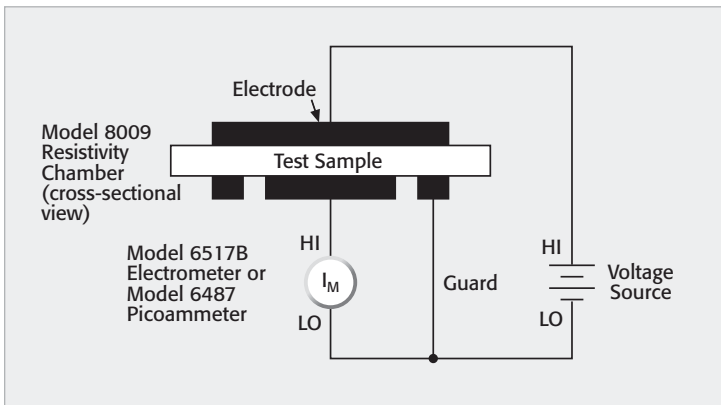 Electrode
Model 8009
Resistivity
Chamber
(cross-sectional
view)
Test Sample
Model 6517B
Electrometer or
Model 6487
Picoammeter
HI
IM
LO
Guard
HI
LO
Voltage
Source